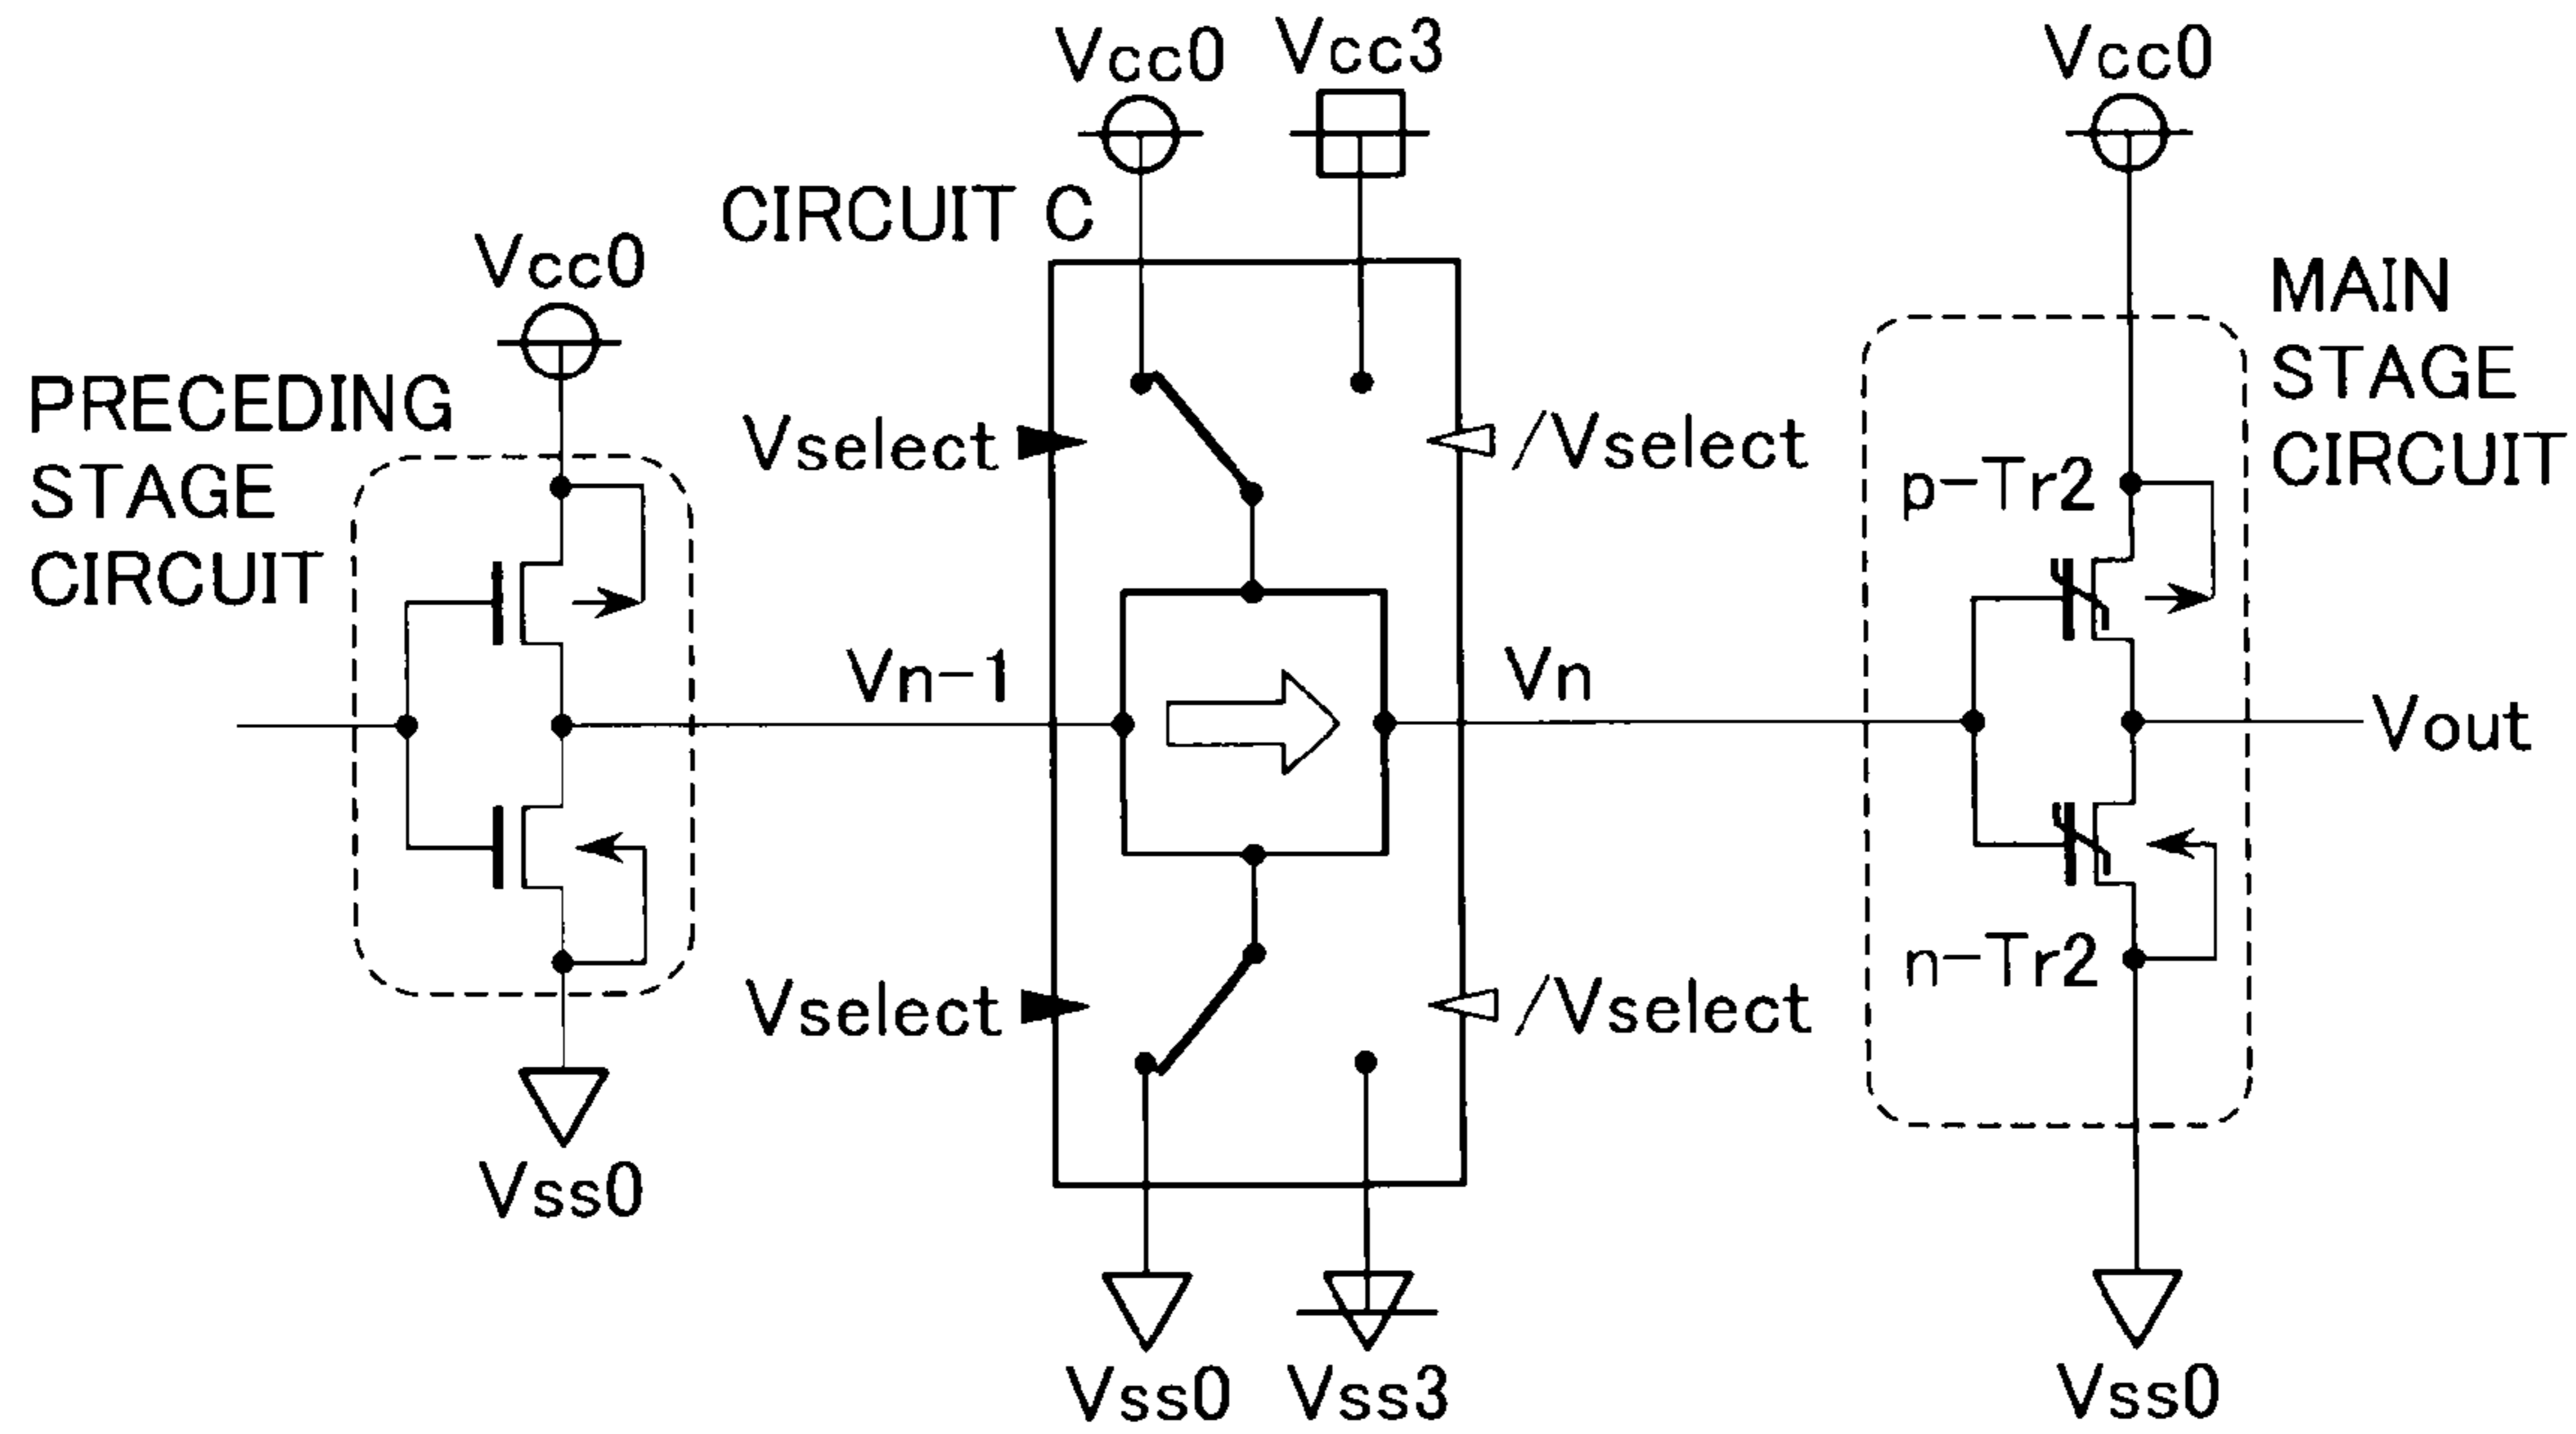 Vcc0
Vcc3
Vcc0
CIRCUIT C
Vcc0
MAIN
STAGE
CIRCUIT
PRECEDING
STAGE
CIRCUIT
Vselect
/Vselect
p-Tr2
Vn-1
Vn
Vout
n-Tr2
Vselect
/Vselect
Vss0
Vss0
Vss3
Vss0